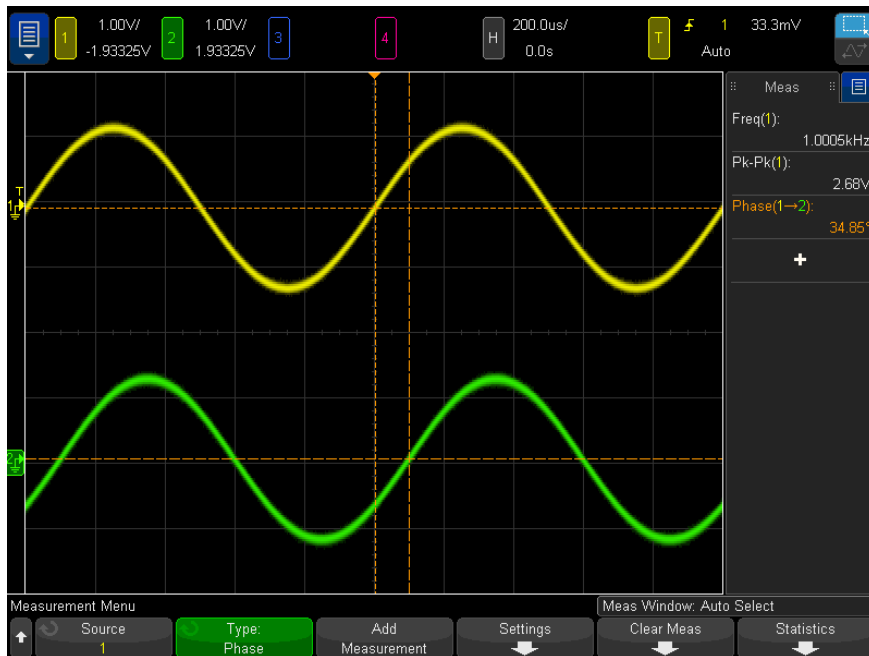 1 1.00V/ 2 1.00V/ 3 4 H 200.0us/ T 1 33.3mV
-1.93325V 1.93325V 0.0s Auto
Meas
Freq(1):
1.0005kHz
Pk-Pk(1):
2.68V
Phase(1→2):
34.85°
+
T
1
2
Measurement Menu
Meas Window: Auto Select
Source
1
Type:
Phase
Add
Measurement
Settings
Clear Meas
Statistics